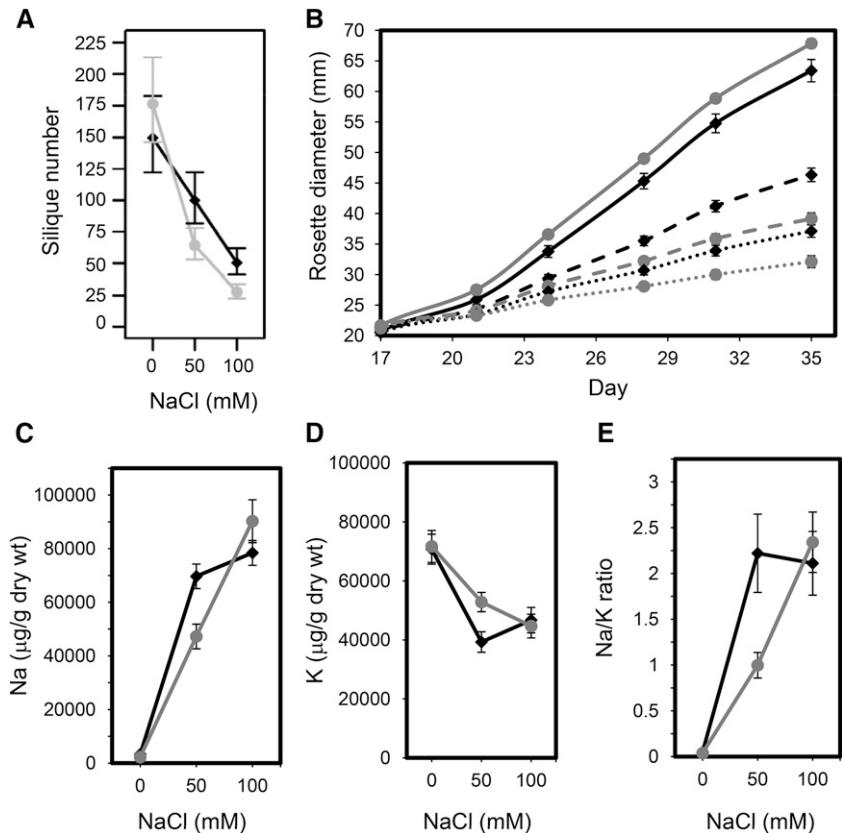 A
Silique number
225
200
175
150
125
100
75
50
25
0
0 50 100
NaCl (mM)
B
Rosette diameter (mm)
70
65
60
55
50
45
40
35
30
25
20
17 20 23 26 29 32 35
Day
C
Na (µg/g dry wt)
100000
80000
60000
40000
20000
0
0 50 100
NaCl (mM)
D
K (µg/g dry wt)
100000
80000
60000
40000
20000
0
0 50 100
NaCl (mM)
E
Na/K ratio
3
2.5
2
1.5
1
0.5
0
0 50 100
NaCl (mM)